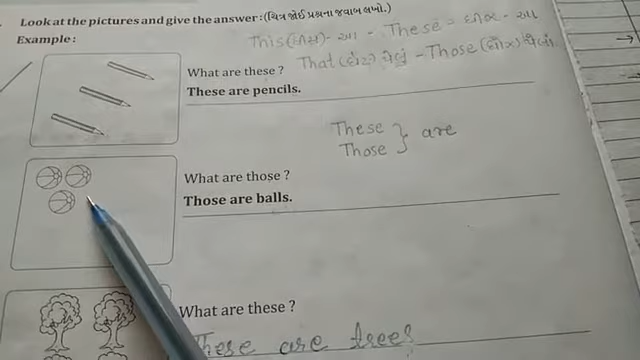 Look at the pictures and give the answer : (ચિત્ર જોઈ પ્રશ્નના જવાબ લખો.)
Example :
This (ધીસ) - આ - These - ધીઝ - આ
That (ધેટ) પેલું - Those (ધોઝ) પેલાં
What are these ?
These are pencils.
These } are
Those
What are those ?
Those are balls.
What are these ?
These are trees